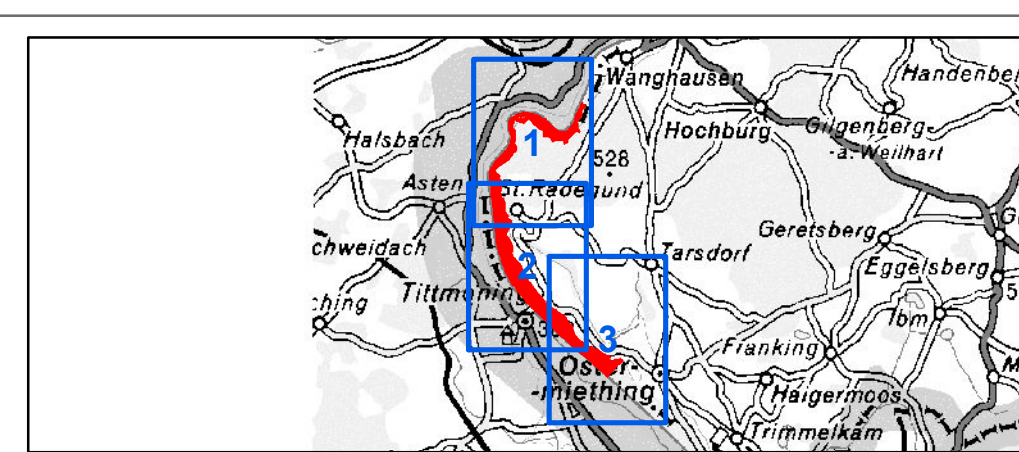 Wanghausen
Handenbe
Halsbach
1
Hochburg
Gilgenberg-
-a.-Weilhart
528
Asten
St. Radegund
Geretsberg
G
chweidach
Tarsdorf
2
Eggelsberg
Tittmoning
5
ching
Ibm
3
Franking
Oster-
-miething
M
Haigermoos
Trimmelkam